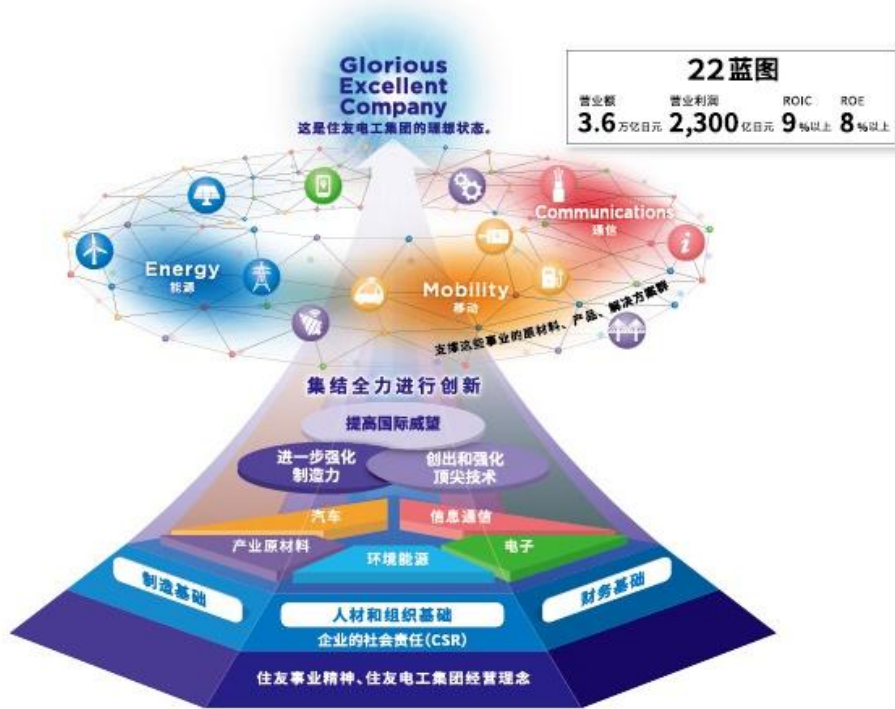 Glorious
Excellent
Company
这是住友电工集团的理想状态。
22蓝图
营业额 营业利润 ROIC ROE
3.6万亿日元 2,300亿日元 9%以上 8%以上
Communications
通信
Energy
能源
Mobility
移动
支撑这些事业的原材料、产品、解决方案群
集结全力进行创新
提高国际威望
进一步强化
制造力
创出和强化
顶尖技术
汽车
信息通信
产业原材料
环境能源
电子
制造基础
人材和组织基础
财务基础
企业的社会责任(CSR)
住友事业精神、住友电工集团经营理念